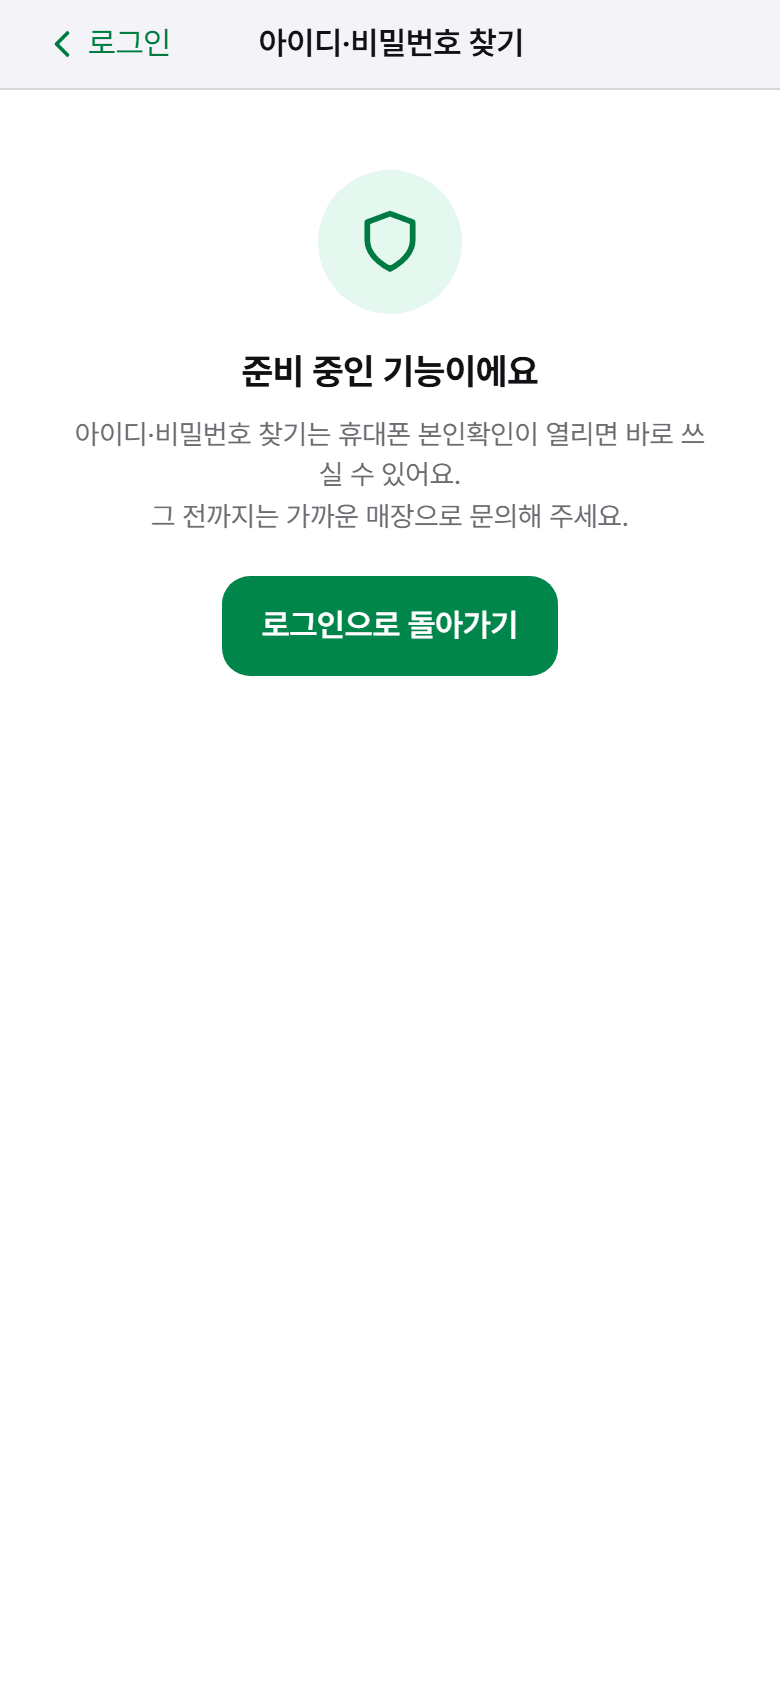 로그인
아이디·비밀번호 찾기
준비 중인 기능이에요
아이디·비밀번호 찾기는 휴대폰 본인확인이 열리면 바로 쓰
실 수 있어요.
그 전까지는 가까운 매장으로 문의해 주세요.
로그인으로 돌아가기